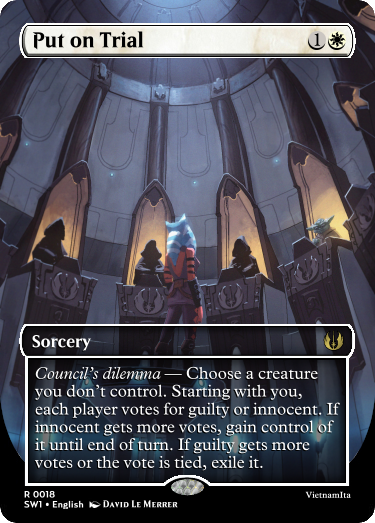 Put on Trial 1
Sorcery
Council's dilemma — Choose a creature
you don't control. Starting with you,
each player votes for guilty or innocent. If
innocent gets more votes, gain control of
it until end of turn. If guilty gets more
votes or the vote is tied, exile it.
R 0018
SW1 • English David Le Merrer
VietnamIta